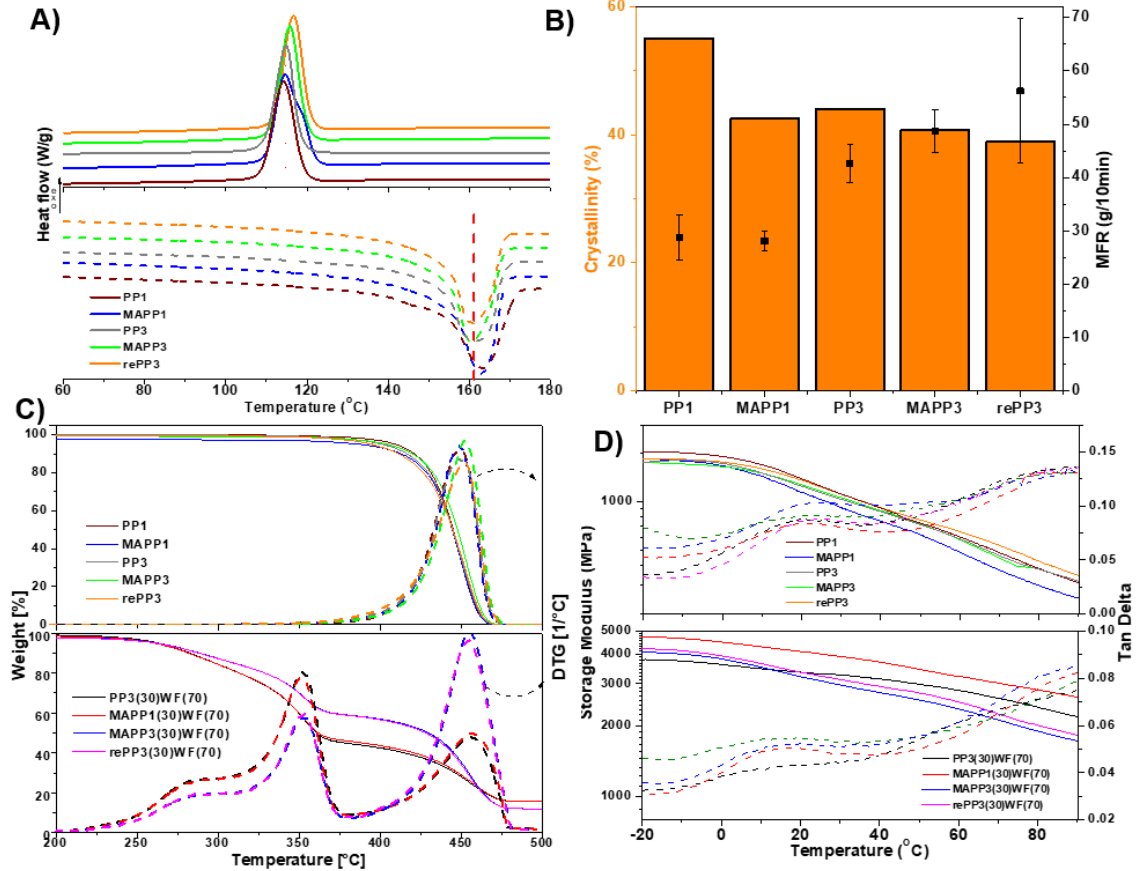 A)
Heat flow (W/g)
exo
PP1
MAPP1
PP3
MAPP3
rePP3
60 80 100 120 140 160 180
Temperature (°C)
B)
60
40
20
0
Crystallinity (%)
70
60
50
40
30
20
10
0
MFR (g/10min)
PP1 MAPP1 PP3 MAPP3 rePP3
C)
100
80
60
40
20
0
PP1
MAPP1
PP3
MAPP3
rePP3
Weight [%]
DTG [1/°C]
100
80
60
40
20
0
PP3(30)WF(70)
MAPP1(30)WF(70)
MAPP3(30)WF(70)
rePP3(30)WF(70)
200 250 300 350 400 450 500
Temperature [°C]
D)
1000
0.15
0.10
0.05
0.00
PP1
MAPP1
PP3
MAPP3
rePP3
Storage Modulus (MPa)
Tan Delta
5000
4000
3000
2000
1000
0.10
0.08
0.06
0.04
0.02
PP3(30)WF(70)
MAPP1(30)WF(70)
MAPP3(30)WF(70)
rePP3(30)WF(70)
-20 0 20 40 60 80
Temperature (°C)